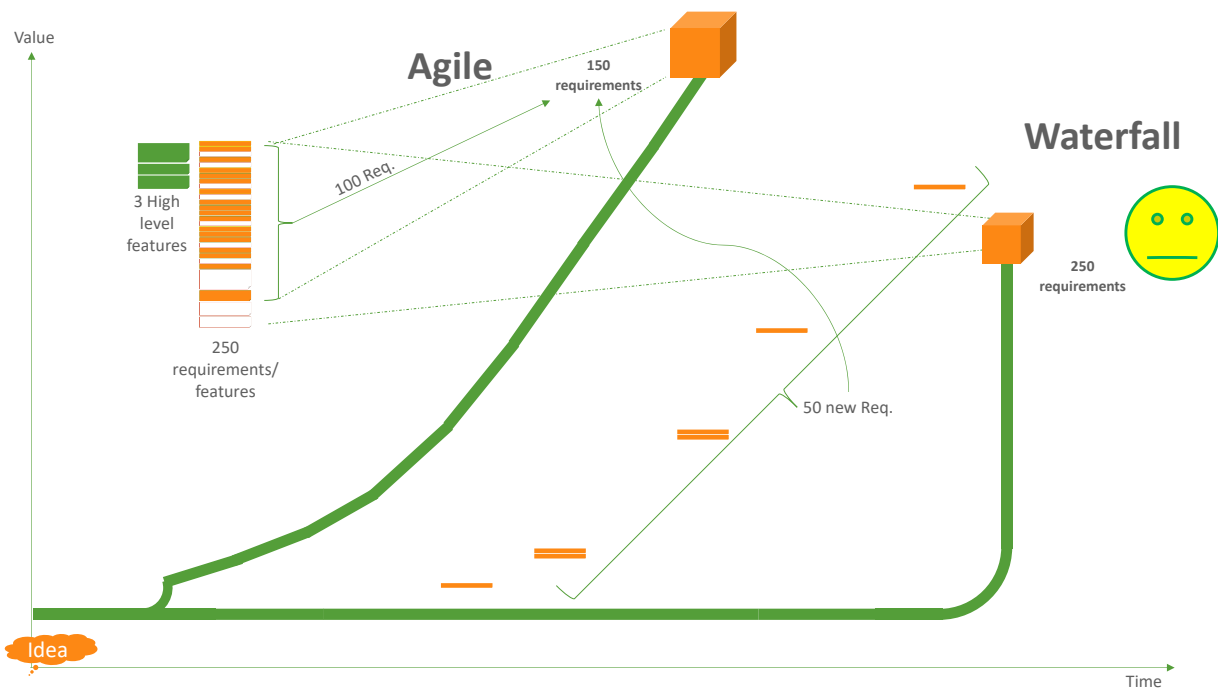 Value
Agile
150
requirements
Waterfall
100 Req.
3 High
level
features
250
requirements
250
requirements/
features
50 new Req.
Idea
Time